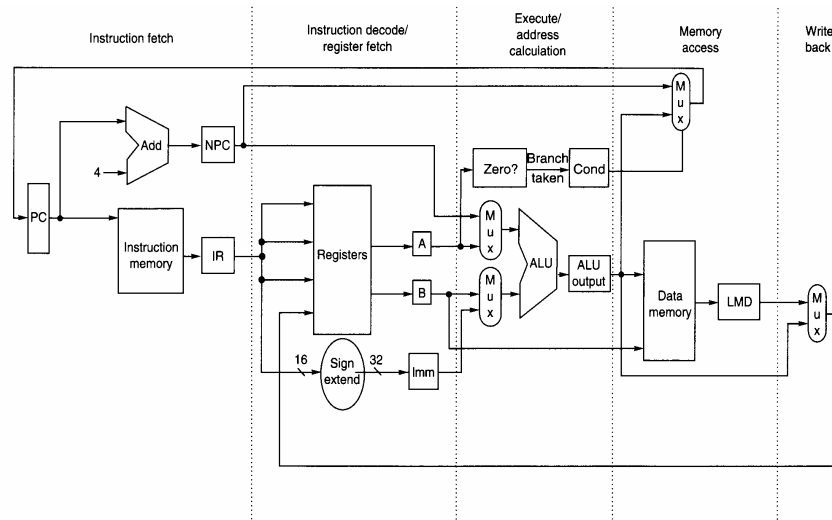 Instruction fetch
Instruction decode/
register fetch
Execute/
address
calculation
Memory
access
Write
back
M
u
x
Add
NPC
4
Zero?
Branch
taken
Cond
PC
Instruction
memory
IR
Registers
A
B
M
u
x
M
u
x
ALU
ALU
output
Data
memory
LMD
M
u
x
16
Sign
extend
32
Imm